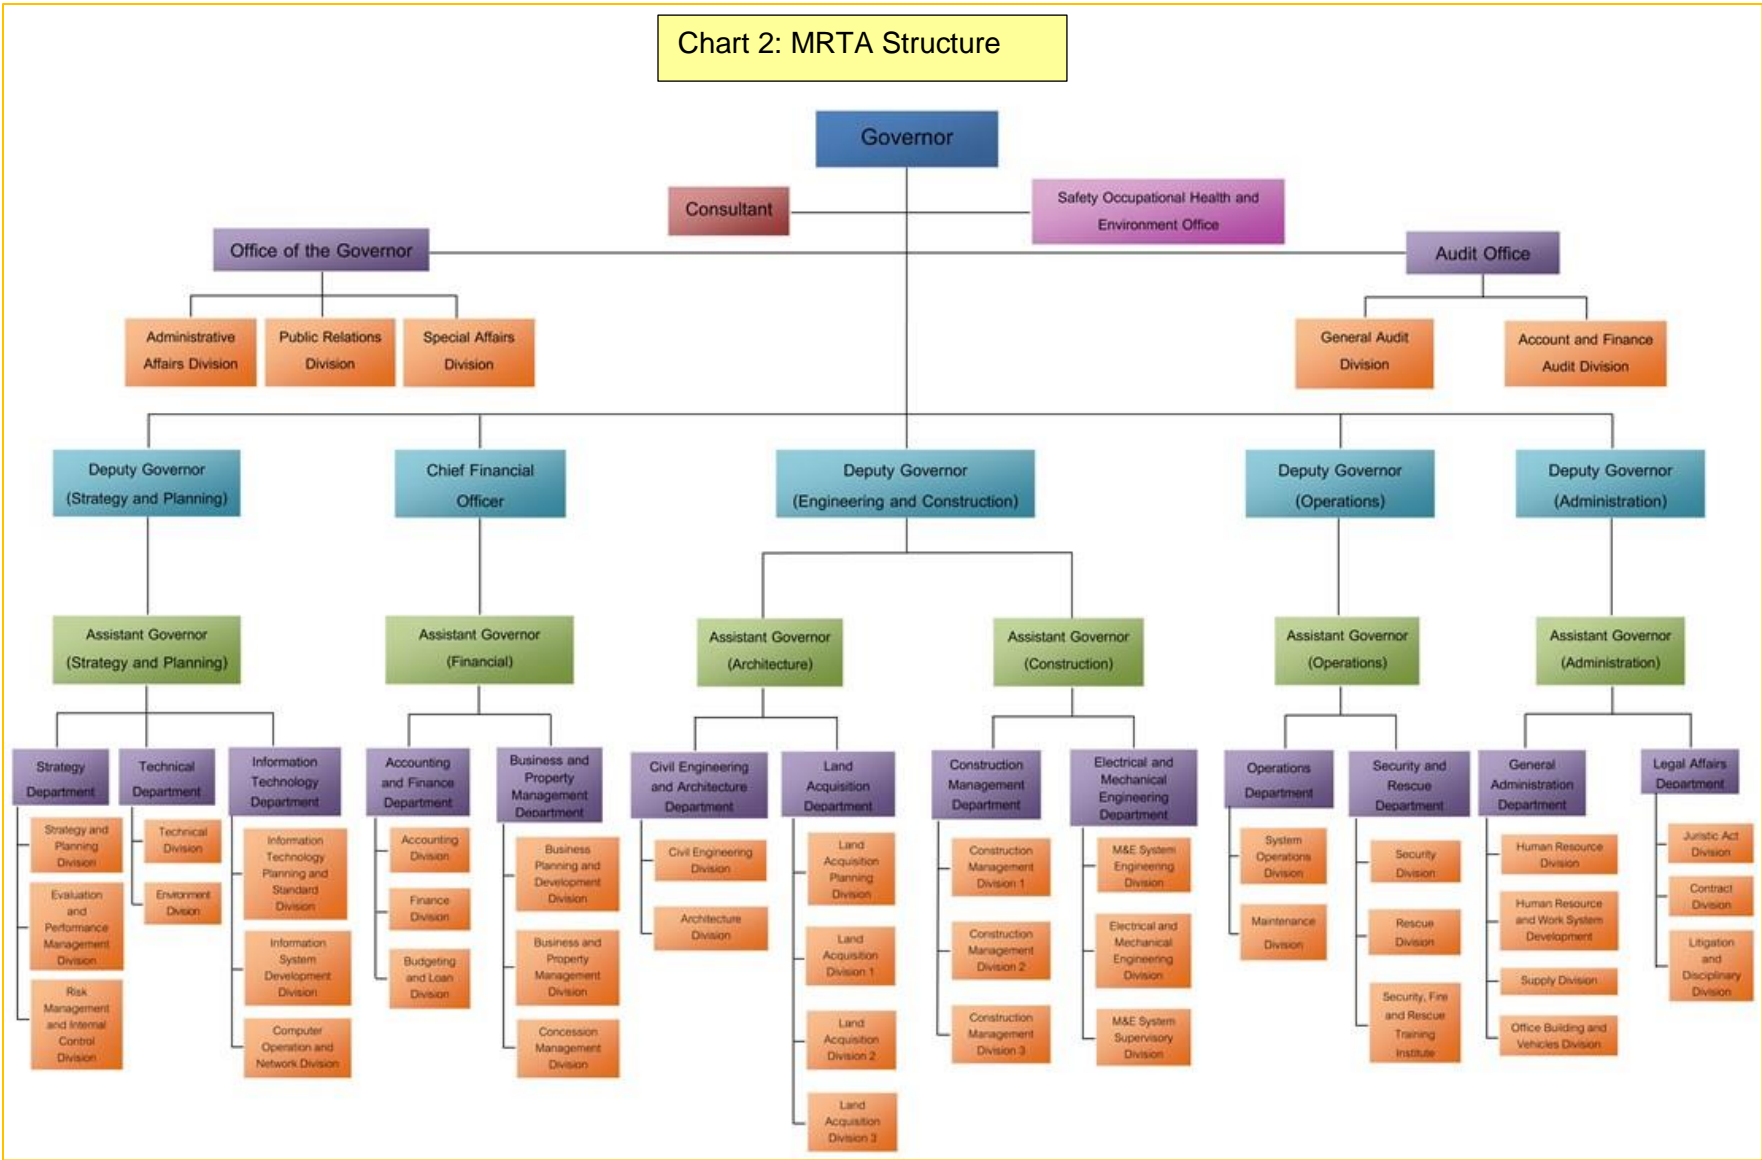 Chart 2: MRTA Structure
Governor
Consultant
Safety Occupational Health and
Environment Office
Office of the Governor
Audit Office
Administrative
Affairs Division
Public Relations
Division
Special Affairs
Division
General Audit
Division
Account and Finance
Audit Division
Deputy Governor
(Strategy and Planning)
Chief Financial
Officer
Deputy Governor
(Engineering and Construction)
Deputy Governor
(Operations)
Deputy Governor
(Administration)
Assistant Governor
(Strategy and Planning)
Assistant Governor
(Financial)
Assistant Governor
(Architecture)
Assistant Governor
(Construction)
Assistant Governor
(Operations)
Assistant Governor
(Administration)
Strategy
Department
Technical
Department
Information
Technology
Department
Accounting
and Finance
Department
Business and
Property
Management
Department
Civil Engineering
and Architecture
Department
Land
Acquisition
Department
Construction
Management
Department
Electrical and
Mechanical
Engineering
Department
Operations
Department
Security and
Rescue
Department
General
Administration
Department
Legal Affairs
Department
Strategy and
Planning
Division
Evaluation
and
Performance
Management
Division
Risk
Management
and Internal
Control
Division
Technical
Division
Environment
Division
Information
Technology
Planning and
Standard
Division
Information
System
Development
Division
Computer
Operation and
Network Division
Accounting
Division
Finance
Division
Budgeting
and Loan
Division
Business
Planning and
Development
Division
Business and
Property
Management
Division
Concession
Management
Division
Civil Engineering
Division
Architecture
Division
Land
Acquisition
Planning
Division
Land
Acquisition
Division 1
Land
Acquisition
Division 2
Land
Acquisition
Division 3
Construction
Management
Division 1
Construction
Management
Division 2
Construction
Management
Division 3
M&E System
Engineering
Division
Electrical and
Mechanical
Engineering
Division
M&E System
Supervisory
Division
System
Operations
Division
Maintenance
Division
Security
Division
Rescue
Division
Security, Fire
and Rescue
Training
Institute
Human Resource
Division
Human Resource
and Work System
Development
Supply Division
Office Building and
Vehicles Division
Juristic Act
Division
Contract
Division
Litigation
and
Disciplinary
Division